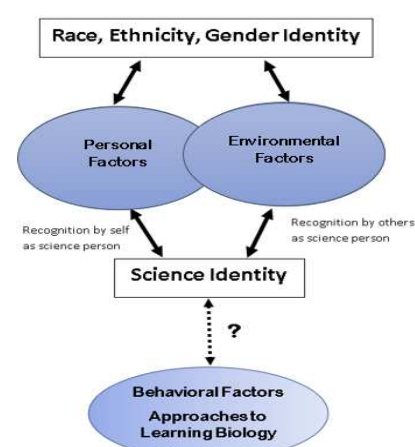 Race, Ethnicity, Gender Identity
Personal
Factors
Environmental
Factors
Recognition by self
as science person
Recognition by others
as science person
Science Identity
?
Behavioral Factors
Approaches to
Learning Biology